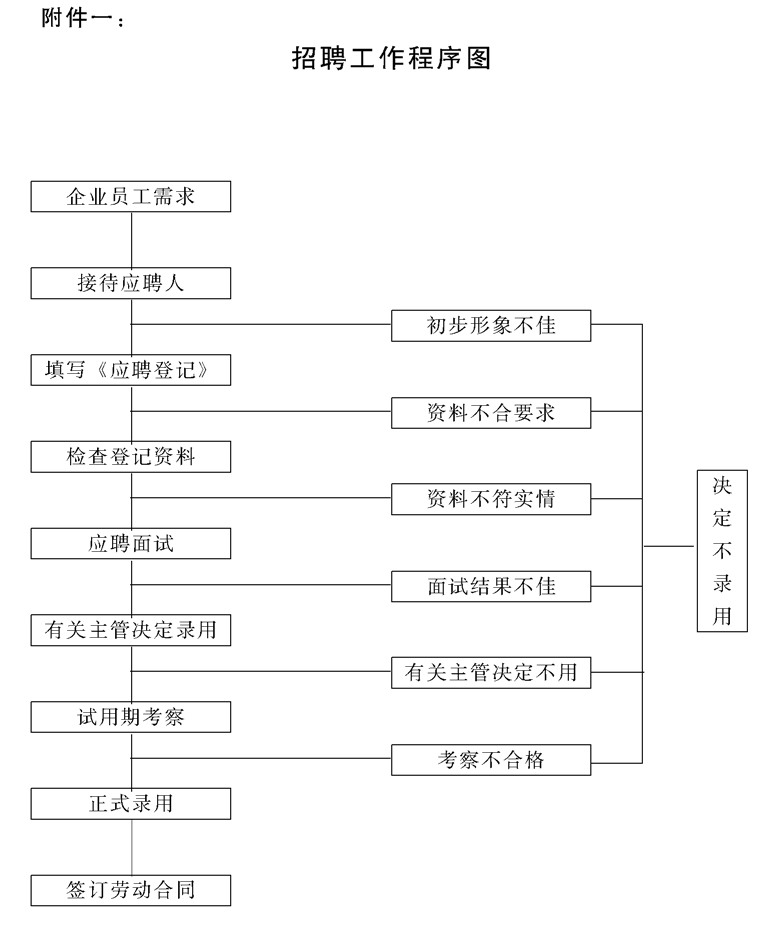 附件一：
招聘工作程序图
企业员工需求
接待应聘人
初步形象不佳
填写《应聘登记》
资料不合要求
检查登记资料
资料不符实情
应聘面试
面试结果不佳
有关主管决定录用
有关主管决定不用
试用期考察
考察不合格
正式录用
签订劳动合同
决定不录用